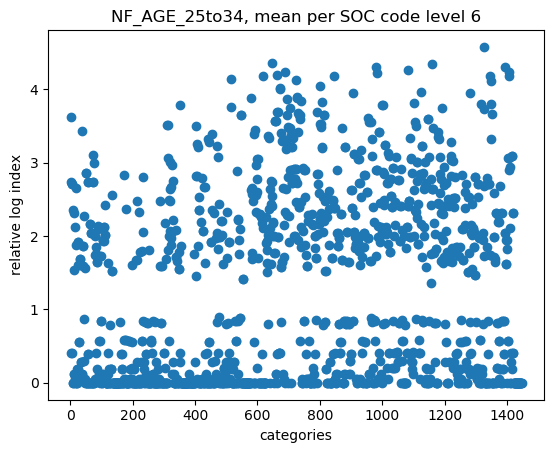 NF_AGE_25to34, mean per SOC code level 6
relative log index
4
3
2
1
0
0 200 400 600 800 1000 1200 1400
categories